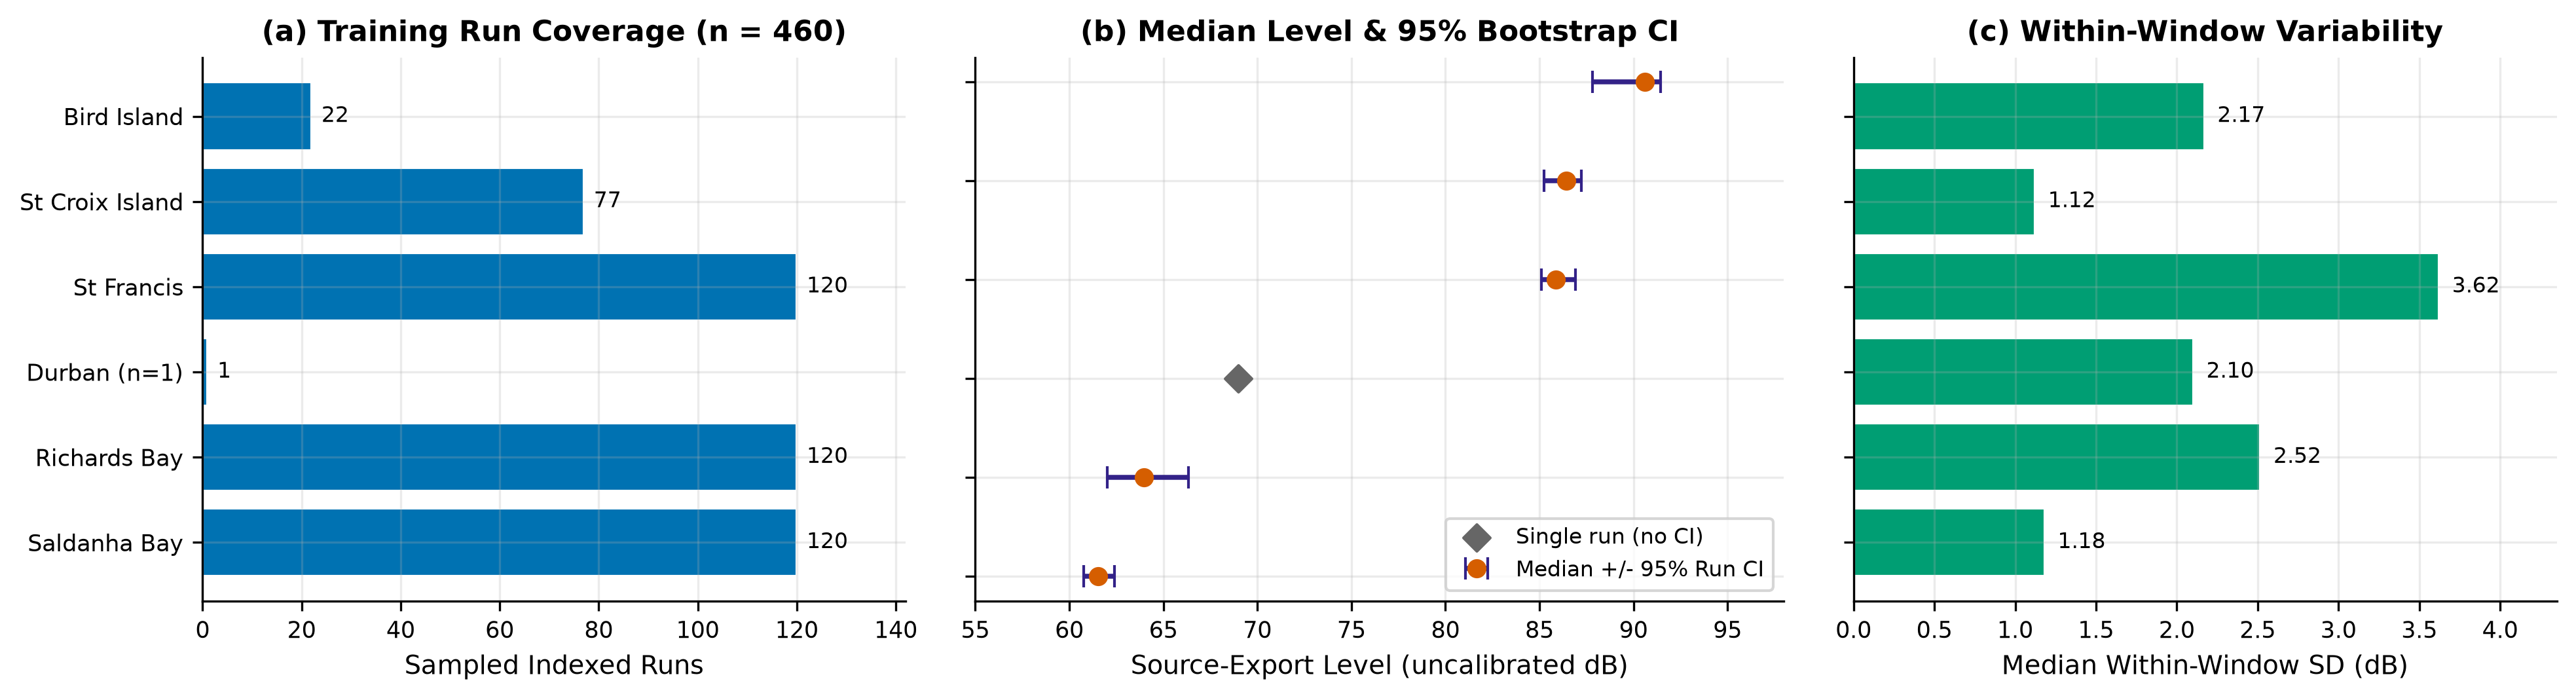 (a) Training Run Coverage (n = 460)
Bird Island
22
St Croix Island
77
St Francis
120
Durban (n=1)
1
Richards Bay
120
Saldanha Bay
120
0 20 40 60 80 100 120 140
Sampled Indexed Runs
(b) Median Level & 95% Bootstrap CI
Single run (no CI)
Median +/- 95% Run CI
55 60 65 70 75 80 85 90 95
Source-Export Level (uncalibrated dB)
(c) Within-Window Variability
2.17
1.12
3.62
2.10
2.52
1.18
0.0 0.5 1.0 1.5 2.0 2.5 3.0 3.5 4.0
Median Within-Window SD (dB)